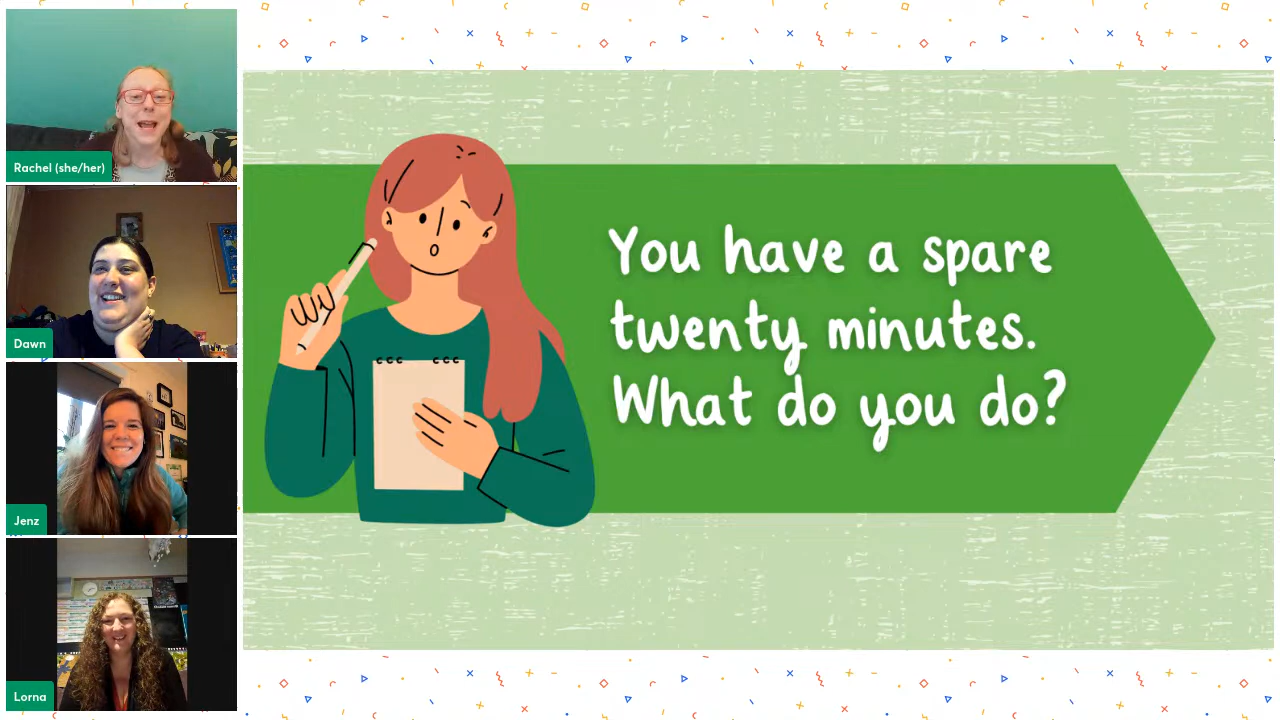 Rachel (she/her)
Dawn
Jenz
Lorna
You have a spare
twenty minutes.
What do you do?